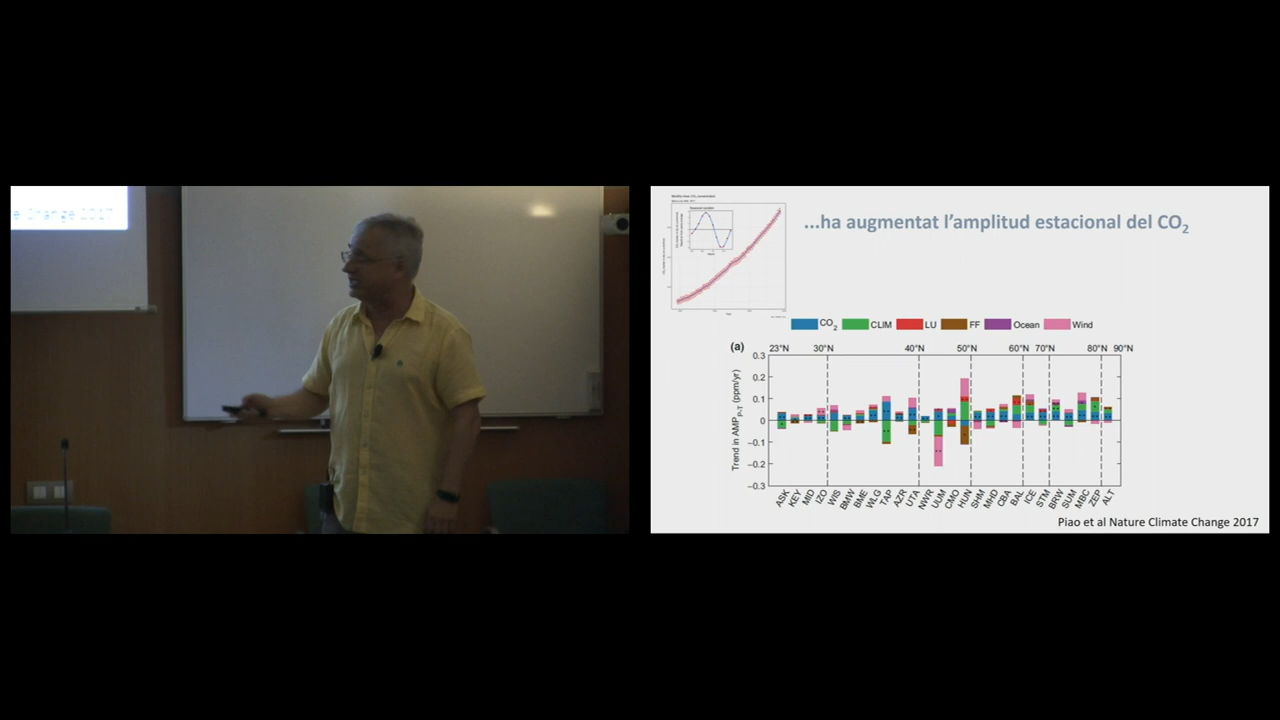 e Change 2017
...ha augmentat l’amplitud estacional del CO2
CO2 CLIM LU FF Ocean Wind
(a)
23°N 30°N 40°N 50°N 60°N 70°N 80°N 90°N
Trend in AMPP-T (ppm/yr)
0.3
0.2
0.1
0
−0.1
−0.2
−0.3
ASK KEY MID IZO WIS BMW BME WLG TAP AZR UTA NWR UUM CMO HUN SHM MHD CBA BAL ICE STM BRW SUM MBC ZEP ALT
Piao et al Nature Climate Change 2017